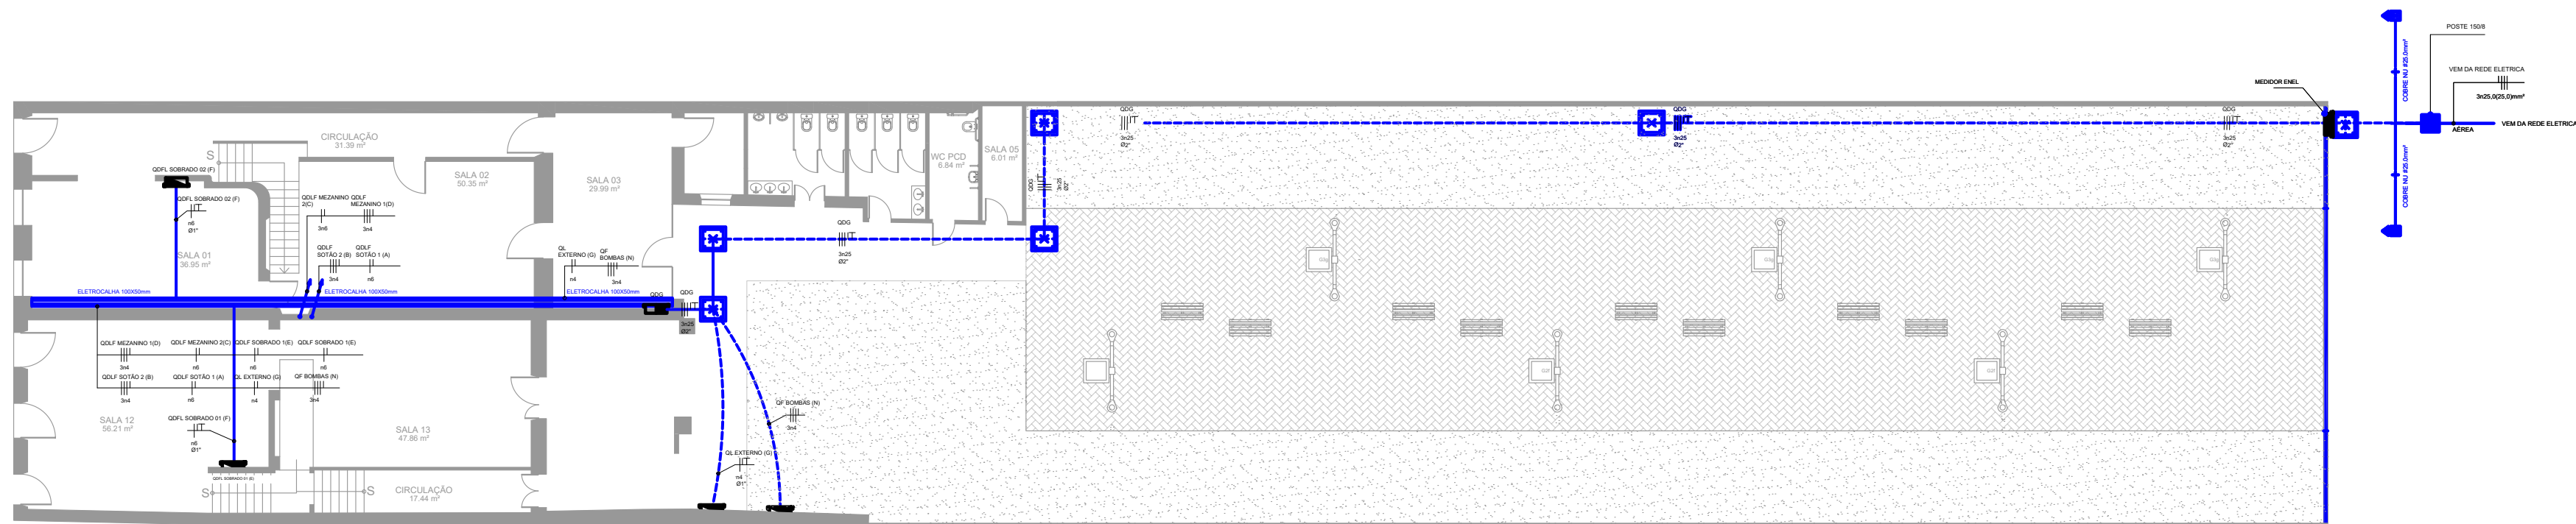 POSTE 150/8
VEM DA REDE ELETRICA
3n25,0(25,0)mm²
COBRE NU #25.0mm²
COBRE NU #25.0mm²
AÉREA
VEM DA REDE ELETRICA
MEDIDOR ENEL
QDG
3n25
Ø2"
QDG
3n25
Ø2"
QDG
3n25
Ø2"
QDG
3n25
Ø2"
QDG
3n25
Ø2"
CIRCULAÇÃO
31.39 m²
S
SALA 02
50.35 m²
SALA 03
29.99 m²
WC PCD
6.84 m²
SALA 05
6.01 m²
QDFL SOBRADO 02 (F)
QDFL SOBRADO 02 (F)
n6
Ø1"
SALA 01
36.95 m²
QDLF MEZANINO
2(C)
3n6
QDLF
MEZANINO 1(D)
3n4
QDLF
SOTÃO 2 (B)
3n4
QDLF
SOTÃO 1 (A)
n6
QL
EXTERNO (G)
n4
QF
BOMBAS (N)
3n4
ELETROCALHA 100X50mm
ELETROCALHA 100X50mm
ELETROCALHA 100X50mm
QDG
QDG
3n25
Ø2"
QDLF MEZANINO 1(D)
3n4
QDLF MEZANINO 2(C)
n6
QDLF SOBRADO 1(E)
n6
QDLF SOBRADO 1(E)
n6
QDLF SOTÃO 2 (B)
3n4
QDLF SOTÃO 1 (A)
n6
QL EXTERNO (G)
n4
QF BOMBAS (N)
3n4
SALA 12
56.21 m²
QDFL SOBRADO 01 (F)
n6
Ø1"
SALA 13
47.86 m²
QDFL SOBRADO 01 (E)
S
S
CIRCULAÇÃO
17.44 m²
QF BOMBAS (N)
3n4
QL EXTERNO (G)
n4
Ø1"